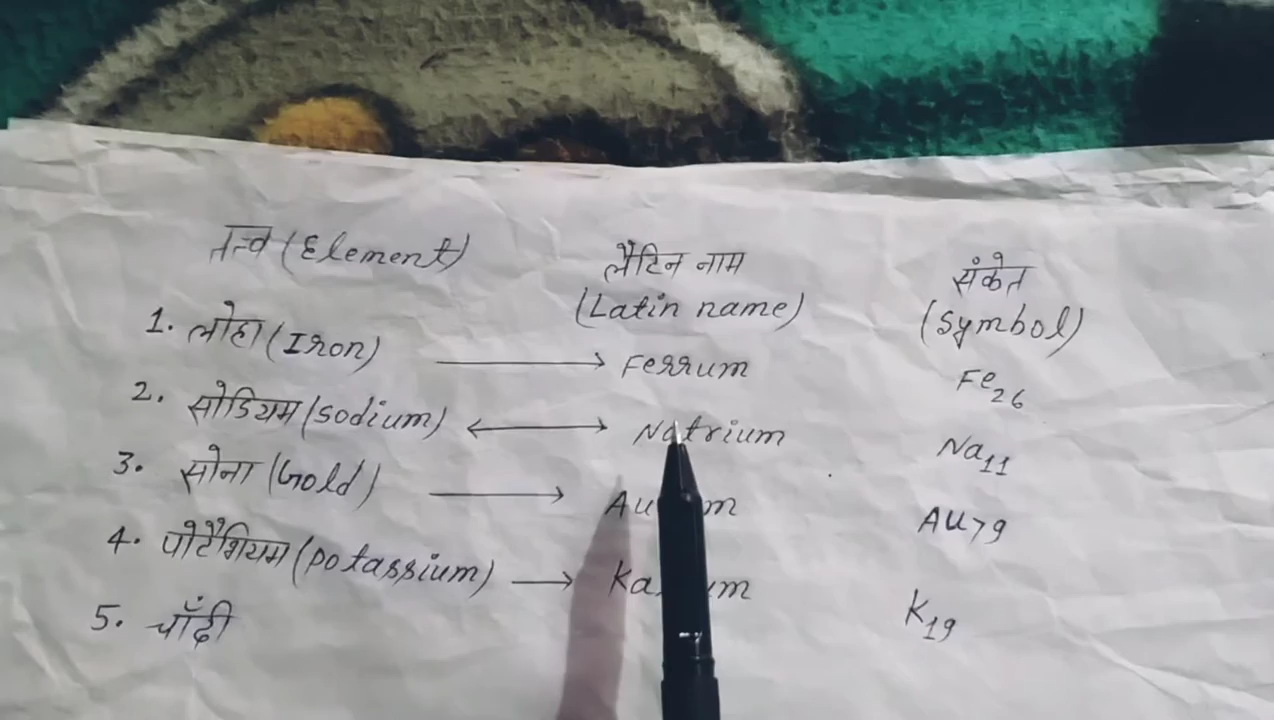 तत्व (Element) लैटिन नाम संकेत
(Latin name) (Symbol)
1. लोहा (Iron) → Ferrum Fe26
2. सोडियम (sodium) ↔ Natrium Na11
3. सोना (Gold) → AU79
4. पोटैशियम (potassium) → K19
5. चाँदी